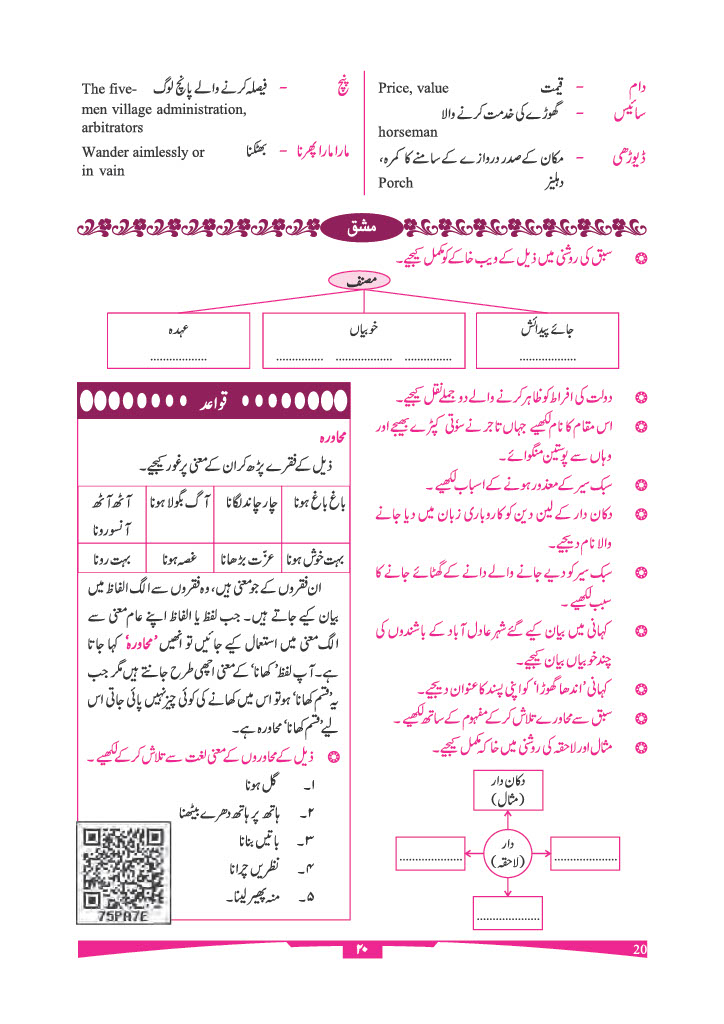 دام – قیمت Price, value
سائیس – گھوڑے کی خدمت کرنے والا
horseman
ڈیوڑھی – مکان کے صدر دروازے کے سامنے کا کمرہ،
دہلیز Porch
پنچ – فیصلہ کرنے والے پانچ لوگ The five-
men village administration,
arbitrators
مارا مارا پھرنا – بھٹکنا Wander aimlessly or
in vain
مشق
سبق کی روشنی میں ذیل کے ویب خاکے کو مکمل کیجیے۔
مصنف
جائے پیدائش
..................
خوبیاں
............... .................. ...............
عہدہ
..................
دولت کی افراط کو ظاہر کرنے والے دو جملے نقل کیجیے۔
اس مقام کا نام لکھیے جہاں تاجر نے سوٗتی کپڑے بھیجے اور
وہاں سے پوستین منگوائے۔
سبک سیر کے معذور ہونے کے اسباب لکھیے۔
دکان دار کے لین دین کو کاروباری زبان میں دیا جانے
والا نام دیجیے۔
سبک سیر کو دیے جانے والے دانے کے گھٹائے جانے کا
سبب لکھیے۔
کہانی میں بیان کیے گئے شہر عادل آباد کے باشندوں کی
چند خوبیاں بیان کیجیے۔
کہانی 'اندھا گھوڑا' کو اپنی پسند کا عنوان دیجیے۔
سبق سے محاورے تلاش کر کے مفہوم کے ساتھ لکھیے۔
مثال اور لاحقہ کی روشنی میں خاکہ مکمل کیجیے۔
دکان دار
(مثال)
دار
(لاحقہ)
..................
..................
..................
قواعد
محاورہ
ذیل کے فقرے پڑھ کر ان کے معنی پر غور کیجیے۔
باغ باغ ہونا چار چاند لگانا آگ بگولا ہونا آٹھ آٹھ
آنسو رونا
بہت خوش ہونا عزّت بڑھانا غصہ ہونا بہت رونا
ان فقروں کے جو معنی ہیں، وہ فقروں سے الگ الفاظ میں
بیان کیے جاتے ہیں۔ جب لفظ یا الفاظ اپنے عام معنی سے
الگ معنی میں استعمال کیے جائیں تو انھیں 'محاورہ' کہا جاتا
ہے۔ آپ لفظ 'کھانا' کے معنی اچھی طرح جانتے ہیں مگر جب
یہ 'قسم کھانا' ہو تو اس میں کھانے کی کوئی چیز نہیں پائی جاتی اس
لیے 'قسم کھانا' محاورہ ہے۔
ذیل کے محاوروں کے معنی لغت سے تلاش کر کے لکھیے۔
۱۔ گل ہونا
۲۔ ہاتھ پر ہاتھ دھرے بیٹھنا
۳۔ باتیں بنانا
۴۔ نظریں چرانا
۵۔ منہ پھیر لینا۔
75PA7E
۲۰
20